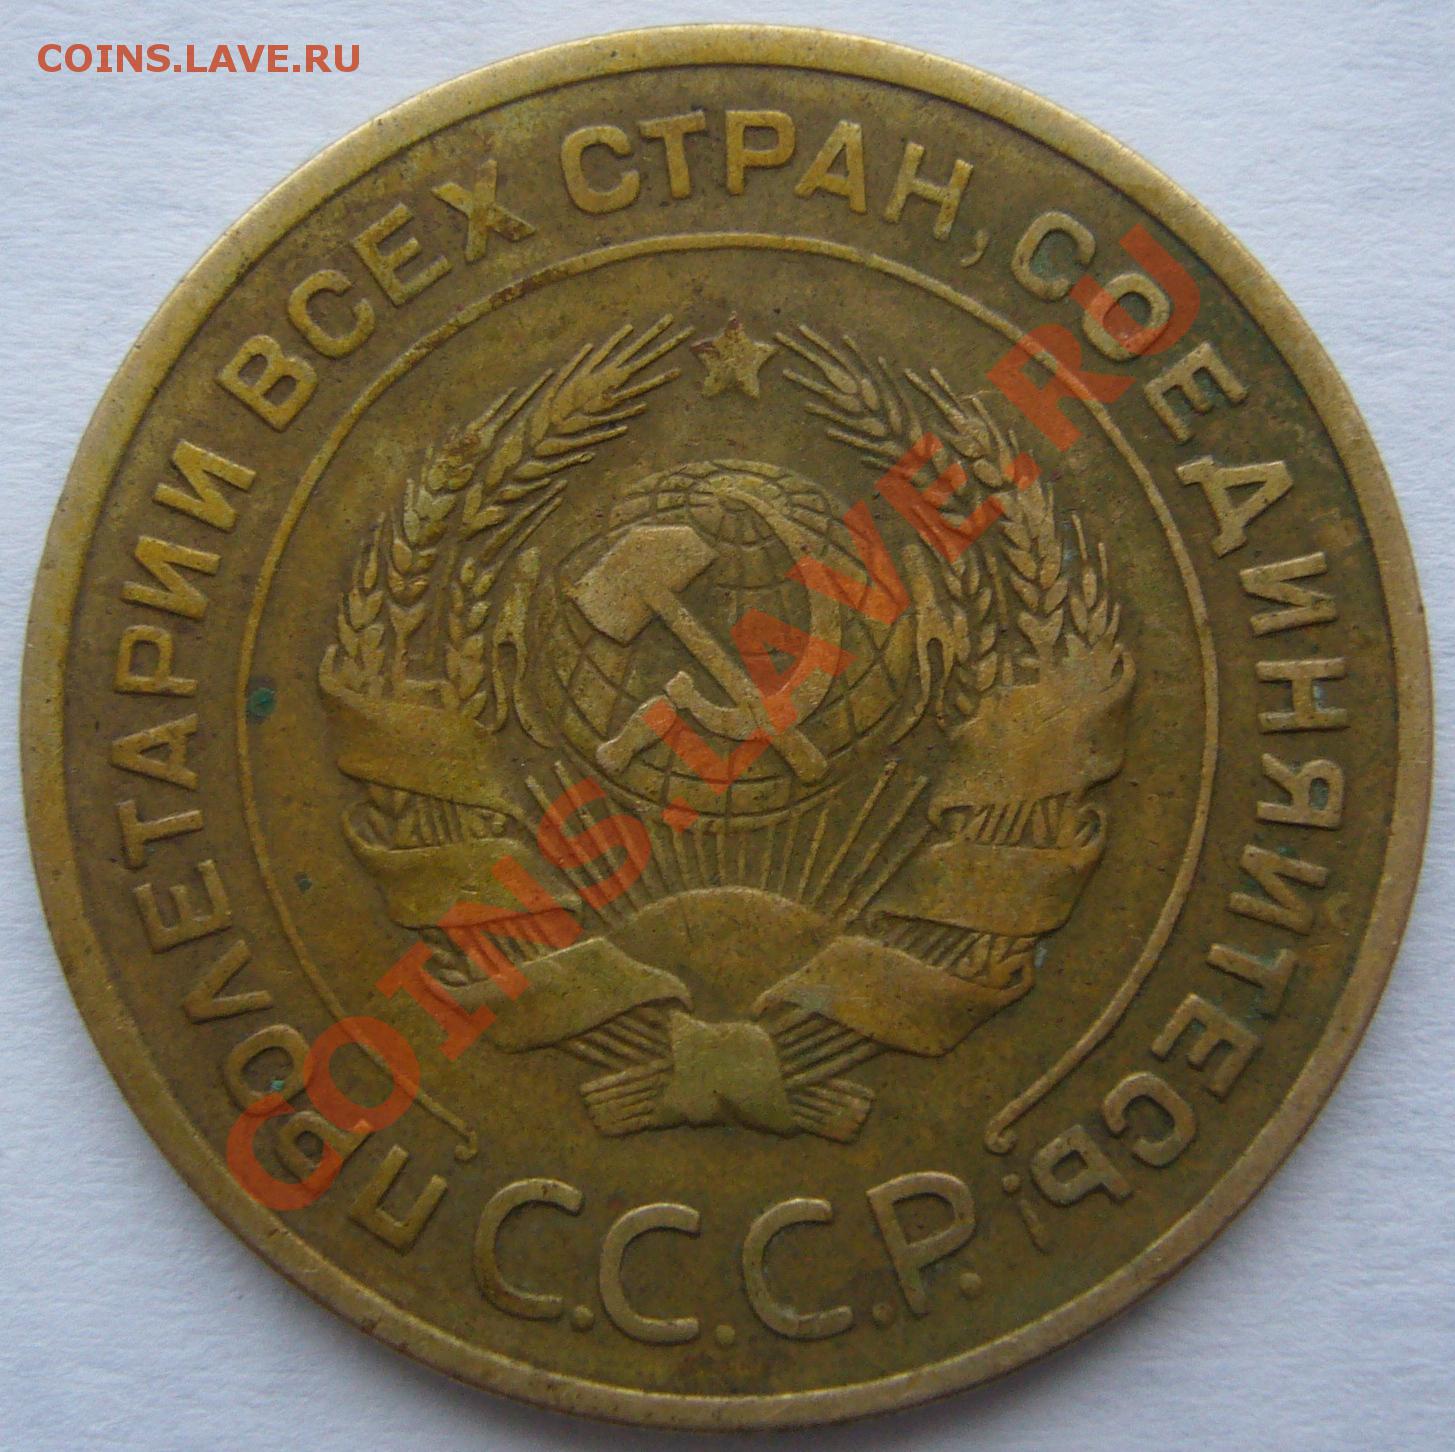 COINS.LAVE.RU
ПРОЛЕТАРИИ ВСЕХ СТРАН, СОЕДИНЯЙТЕСЬ!
С.С.С.Р.
COINS.LAVE.RU